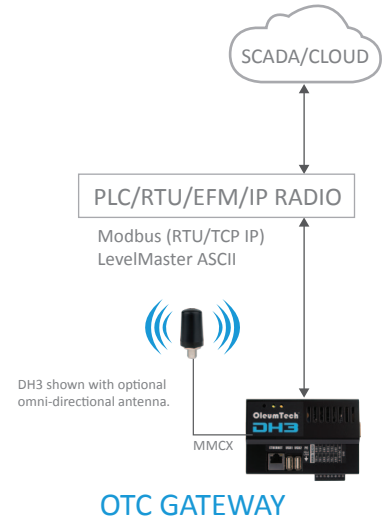 SCADA/CLOUD
PLC/RTU/EFM/IP RADIO
Modbus (RTU/TCP IP)
LevelMaster ASCII
DH3 shown with optional
omni-directional antenna.
MMCX
OleumTech
DH3
ETHERNET
OTC GATEWAY